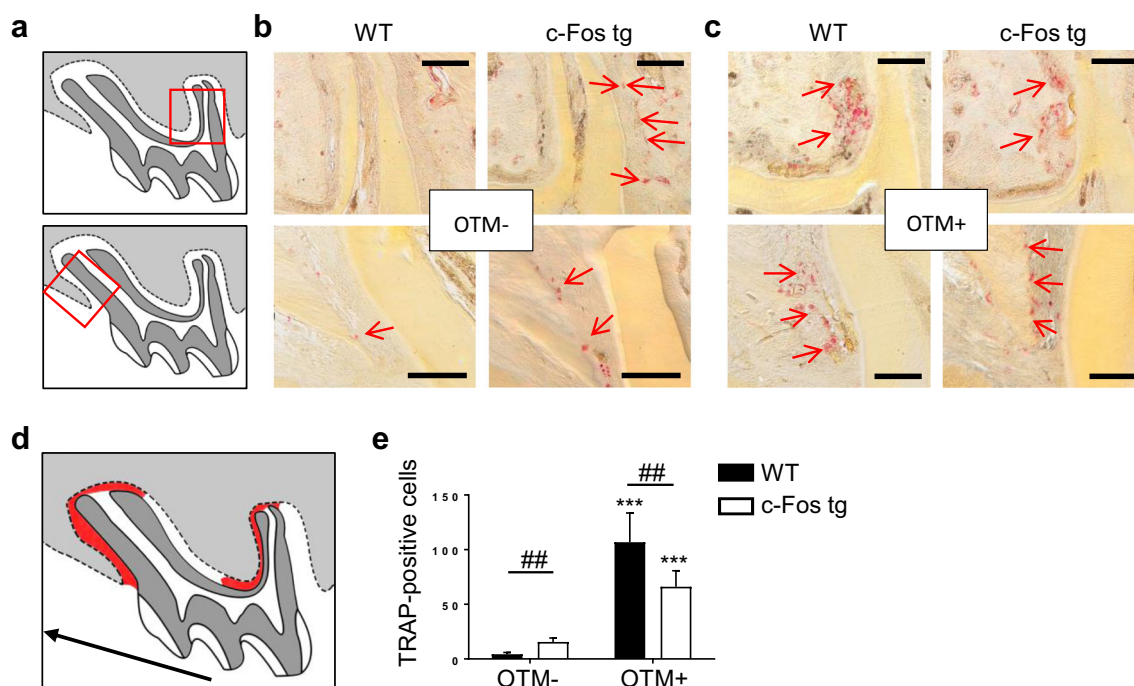 a
b
WT
c-Fos tg
c
WT
c-Fos tg
OTM-
OTM+
d
e
TRAP-positive cells
150
100
50
0
##
***
##
***
OTM-
OTM+
WT
c-Fos tg